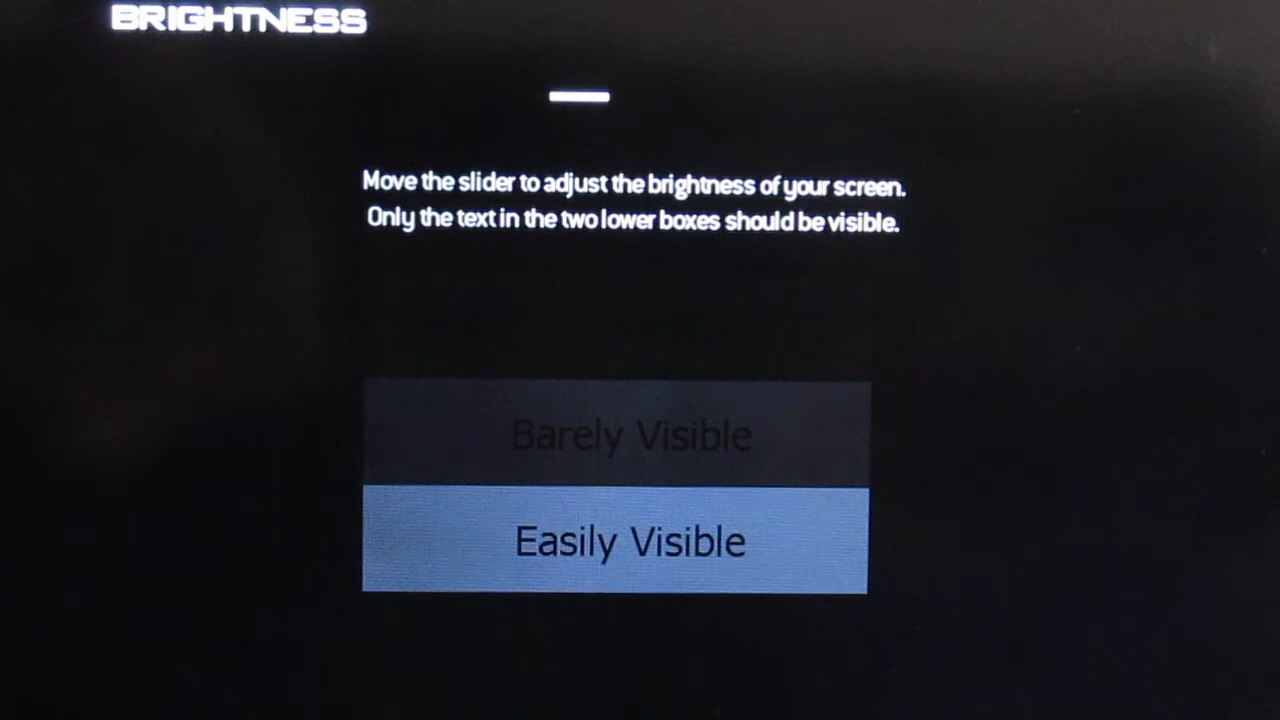 BRIGHTNESS
Move the slider to adjust the brightness of your screen.
Only the text in the two lower boxes should be visible.
Barely Visible
Easily Visible